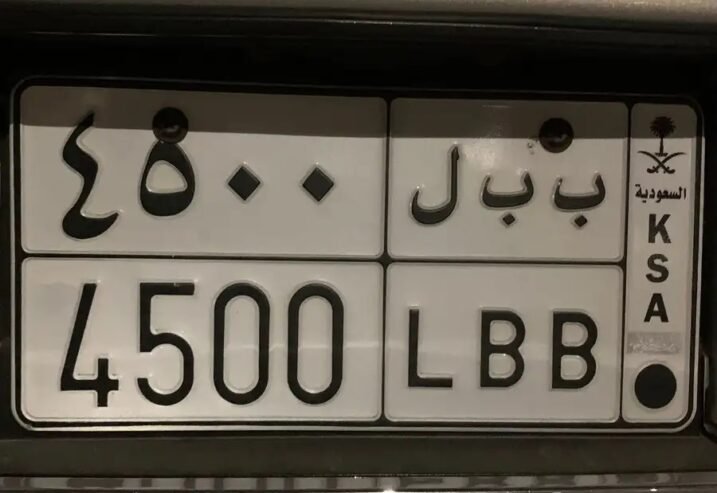 ٤٥٠٠ ب ب ل
4500 LBB
السعودية
K
S
A